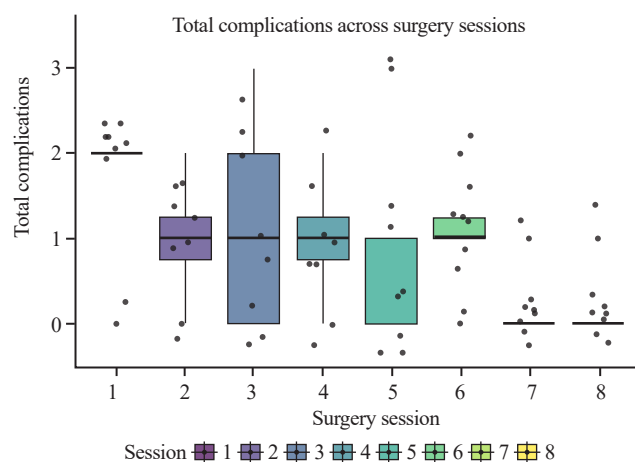 Total complications across surgery sessions
Total complications
3
2
1
0
1 2 3 4 5 6 7 8
Surgery session
Session 1 2 3 4 5 6 7 8